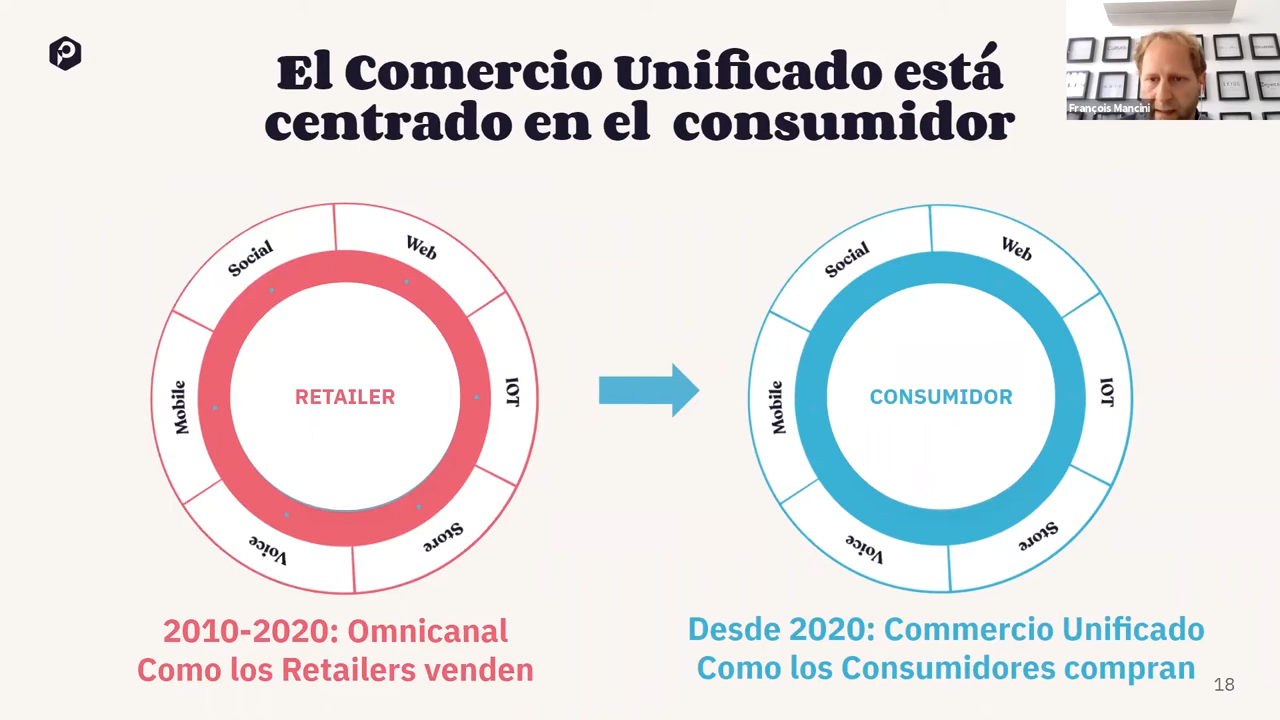 El Comercio Unificado está
centrado en el consumidor
François Mancini
Social
Web
IOT
Store
Voice
Mobile
RETAILER
Social
Web
IOT
Store
Voice
Mobile
CONSUMIDOR
2010-2020: Omnicanal
Como los Retailers venden
Desde 2020: Commercio Unificado
Como los Consumidores compran
18